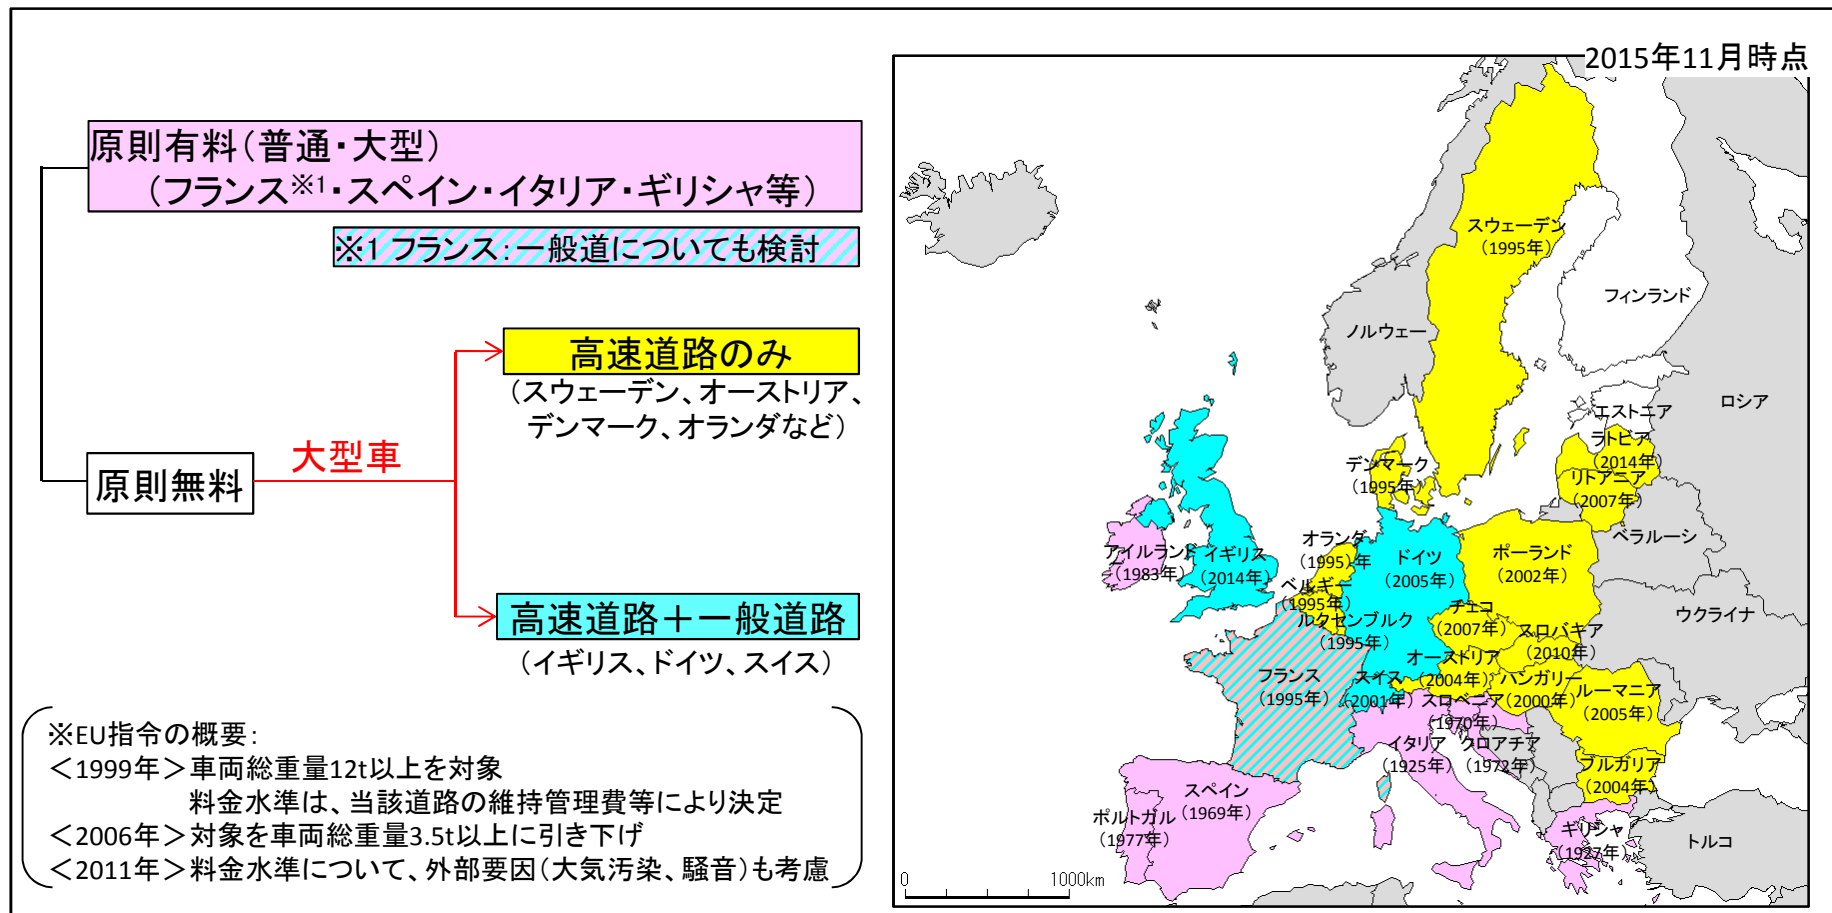 2015年11月時点
原則有料（普通・大型）
（フランス※1・スペイン・イタリア・ギリシャ等）
※1 フランス：一般道についても検討
高速道路のみ
（スウェーデン、オーストリア、
デンマーク、オランダなど）
大型車
原則無料
高速道路＋一般道路
（イギリス、ドイツ、スイス）
※EU指令の概要：
＜1999年＞車両総重量12t以上を対象
料金水準は、当該道路の維持管理費等により決定
＜2006年＞対象を車両総重量3.5t以上に引き下げ
＜2011年＞料金水準について、外部要因（大気汚染、騒音）も考慮
スウェーデン
（1995年）
フィンランド
ノルウェー
ロシア
エストニア
ラトビア
（2014年）
リトアニア
（2007年）
デンマーク
（1995年）
ベラルーシ
アイルランド
（1983年）
イギリス
（2014年）
オランダ
（1995）年
ドイツ
（2005年）
ポーランド
（2002年）
ベルギー
（1995年）
ルクセンブルク
（1995年）
チェコ
（2007年）
スロバキア
（2010年）
ウクライナ
フランス
（1995年）
スイス
（2001年）
オーストリア
（2004年）
ハンガリー
（2000年）
ルーマニア
（2005年）
スロベニア
（1970年）
イタリア
（1925年）
クロアチア
（1972年）
ブルガリア
（2004年）
スペイン
（1969年）
ポルトガル
（1977年）
ギリシャ
（1927年）
トルコ
0 1000km